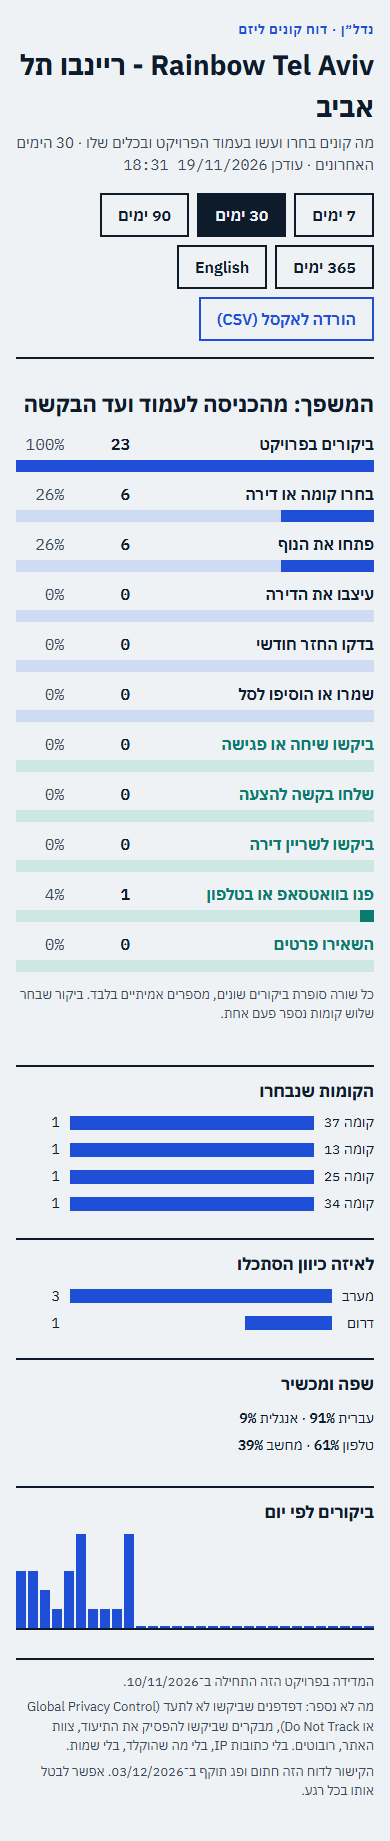 נדל״ן · דוח קונים ליזם
Rainbow Tel Aviv - ריינבו תל
אביב
מה קונים בחרו ועשו בעמוד הפרויקט ובכלים שלו · 30 הימים
האחרונים · עודכן 19/11/2026 18:31
7 ימים
30 ימים
90 ימים
365 ימים
English
הורדה לאקסל (CSV)
המשפך: מהכניסה לעמוד ועד הבקשה
ביקורים בפרויקט 23 100%
בחרו קומה או דירה 6 26%
פתחו את הנוף 6 26%
עיצבו את הדירה 0 0%
בדקו החזר חודשי 0 0%
שמרו או הוסיפו לסל 0 0%
ביקשו שיחה או פגישה 0 0%
שלחו בקשה להצעה 0 0%
ביקשו לשריין דירה 0 0%
פנו בוואטסאפ או בטלפון 1 4%
השאירו פרטים 0 0%
כל שורה סופרת ביקורים שונים, מספרים אמיתיים בלבד. ביקור שבחר
שלוש קומות נספר פעם אחת.
הקומות שנבחרו
קומה 37 1
קומה 13 1
קומה 25 1
קומה 34 1
לאיזה כיוון הסתכלו
מערב 3
דרום 1
שפה ומכשיר
עברית 91% · אנגלית 9%
טלפון 61% · מחשב 39%
ביקורים לפי יום
המדידה בפרויקט הזה התחילה ב־10/11/2026.
מה לא נספר: דפדפנים שביקשו לא לתעד (Global Privacy Control
או Do Not Track), מבקרים שביקשו להפסיק את התיעוד, צוות
האתר, רובוטים. בלי כתובות IP, בלי מה שהוקלד, בלי שמות.
הקישור לדוח הזה חתום ופג תוקף ב־03/12/2026. אפשר לבטל
אותו בכל רגע.